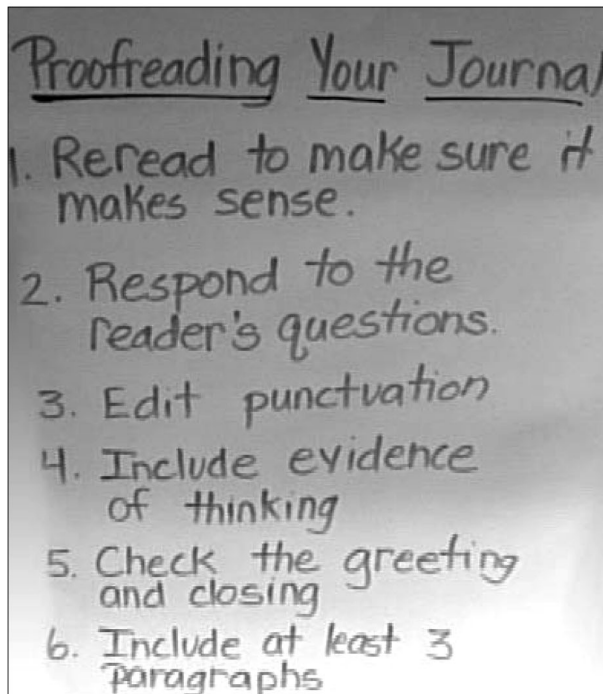 Proofreading Your Journal
1. Reread to make sure it
makes sense.
2. Respond to the
reader's questions.
3. Edit punctuation
4. Include evidence
of thinking
5. Check the greeting
and closing
6. Include at least 3
paragraphs